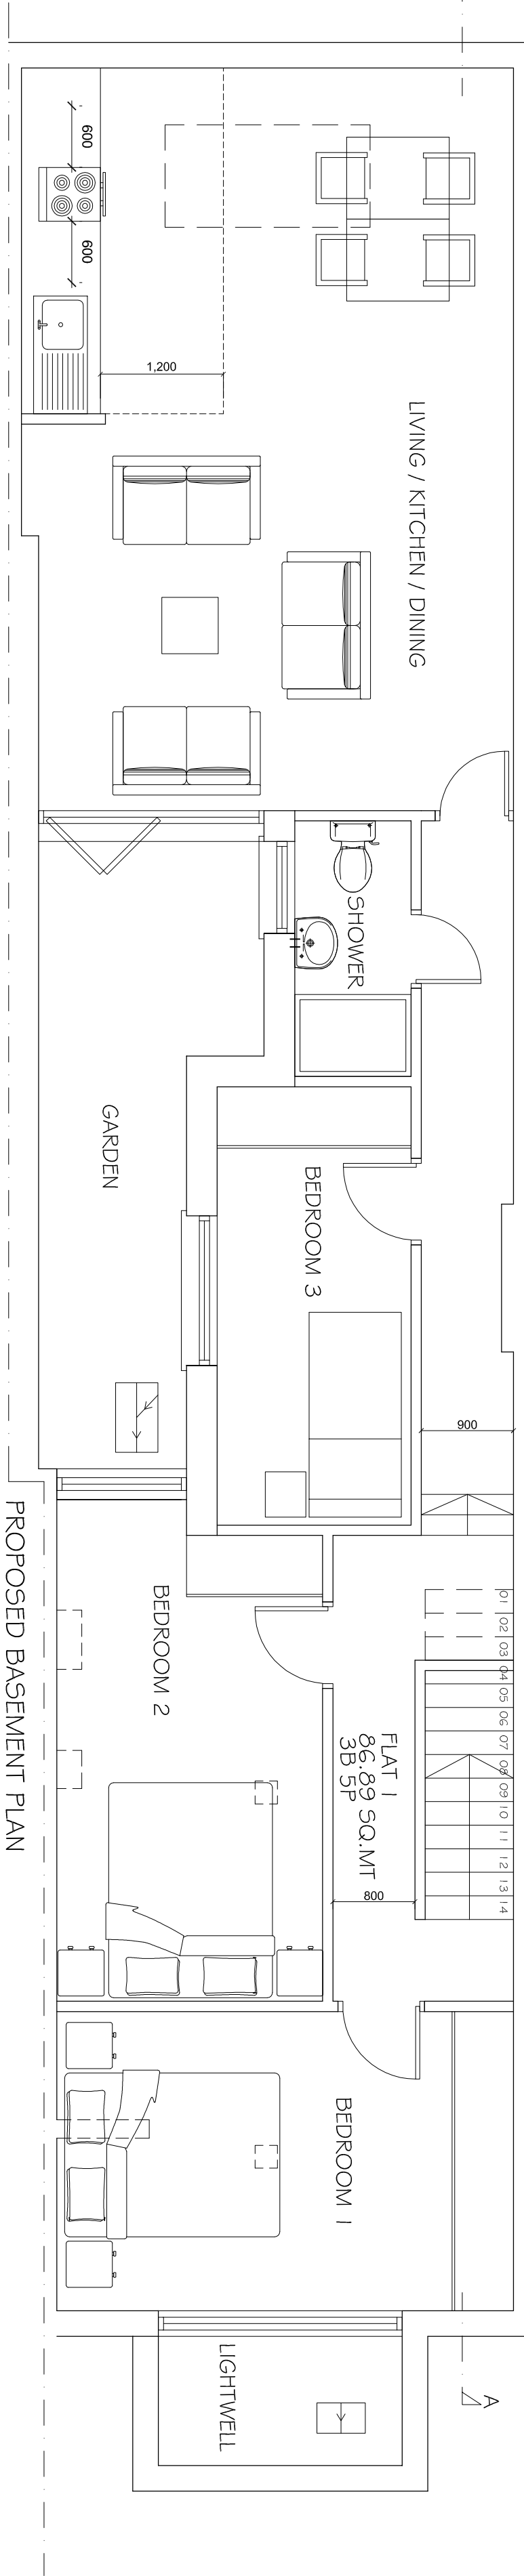 600
600
1,200
LIVING / KITCHEN / DINING
SHOWER
GARDEN
BEDROOM 3
900
01 02 03 04 05 06 07 08 09 10 11 12 13 14
BEDROOM 2
FLAT 1
86.89 SQ.MT
3B 5P
800
BEDROOM 1
LIGHTWELL
A
PROPOSED BASEMENT PLAN